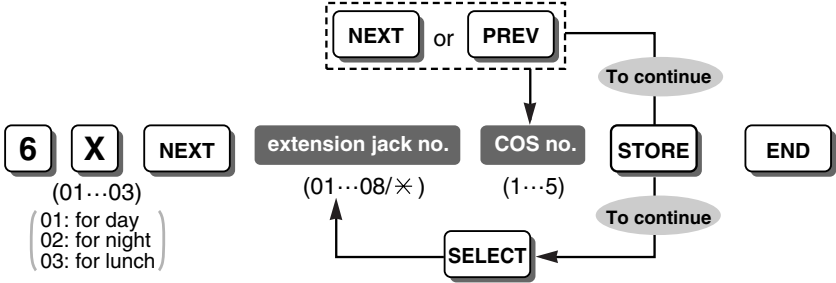 NEXT or PREV
To continue
6 X NEXT extension jack no. COS no. STORE END
(01···03) (01···08/✳) (1···5)
01: for day
02: for night
03: for lunch
To continue
SELECT